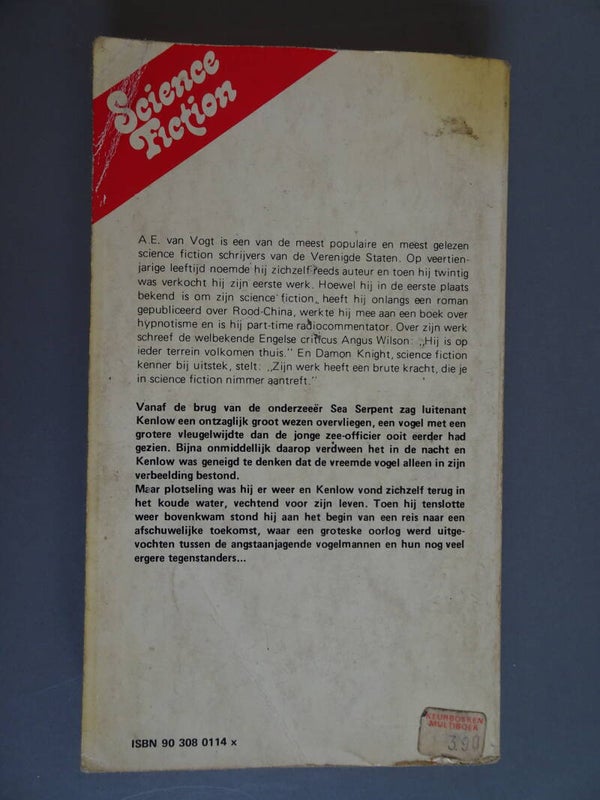 Science
Fiction
A.E. van Vogt is een van de meest populaire en meest gelezen
science fiction schrijvers van de Verenigde Staten. Op veertien-
jarige leeftijd noemde hij zichzelf reeds auteur en toen hij twintig
was verkocht hij zijn eerste werk. Hoewel hij in de eerste plaats
bekend is om zijn science fiction, heeft hij onlangs een roman
gepubliceerd over Rood-China, werkte hij mee aan een boek over
hypnotisme en is hij part-time radiocommentator. Over zijn werk
schreef de welbekende Engelse criticus Angus Wilson: „Hij is op
ieder terrein volkomen thuis." En Damon Knight, science fiction
kenner bij uitstek, stelt: „Zijn werk heeft een brute kracht, die je
in science fiction nimmer aantreft."
Vanaf de brug van de onderzeeër Sea Serpent zag luitenant
Kenlow een ontzaglijk groot wezen overvliegen, een vogel met een
grotere vleugelwijdte dan de jonge zee-officier ooit eerder had
gezien. Bijna onmiddellijk daarop verdween het in de nacht en
Kenlow was geneigd te denken dat de vreemde vogel alleen in zijn
verbeelding bestond.
Maar plotseling was hij er weer en Kenlow vond zichzelf terug in
het koude water, vechtend voor zijn leven. Toen hij tenslotte
weer bovenkwam stond hij aan het begin van een reis naar een
afschuwelijke toekomst, waar een groteske oorlog werd uitge-
vochten tussen de angstaanjagende vogelmannen en hun nog veel
ergere tegenstanders...
KEURBOEKEN
MULTIBOEK
3.90
ISBN 90 308 0114 x